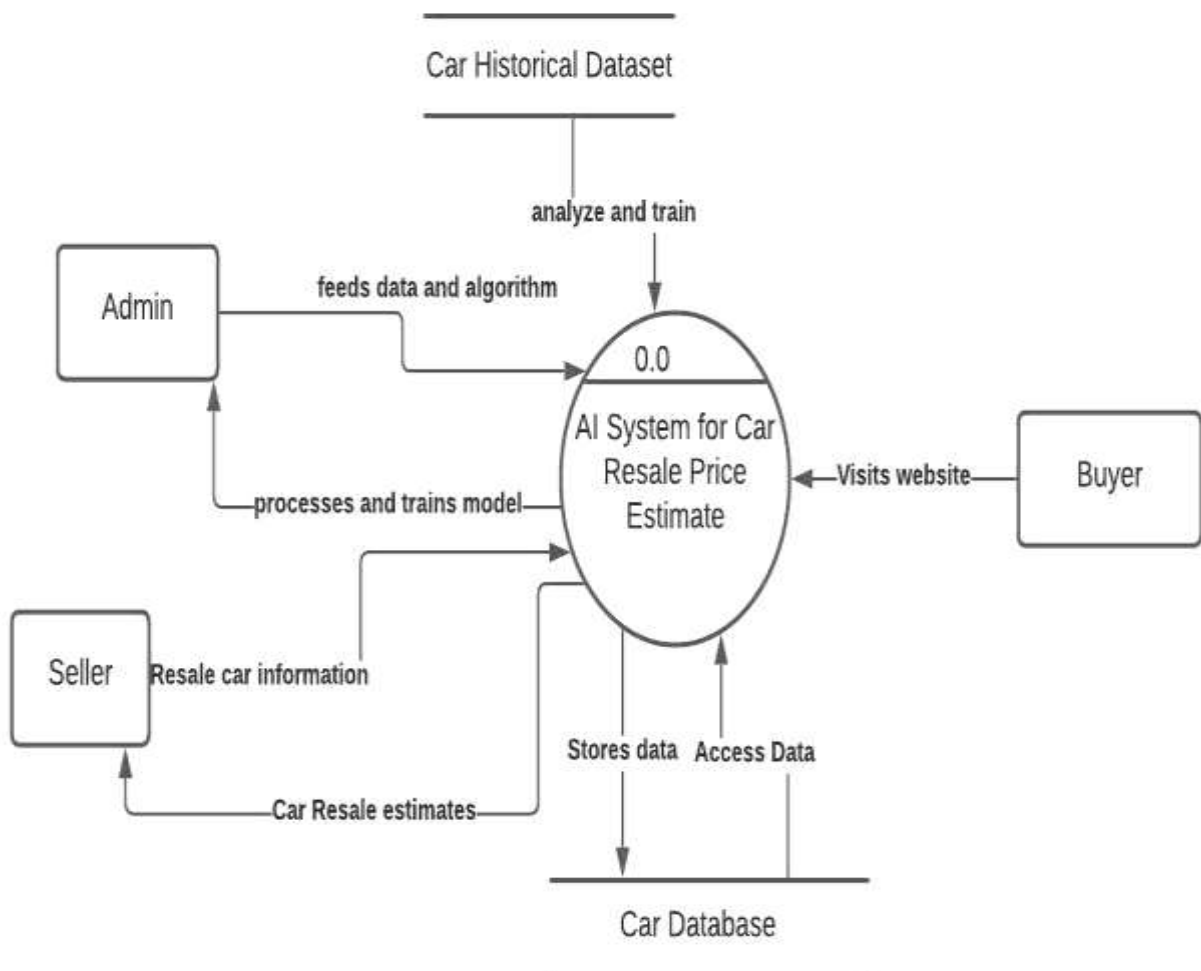 Car Historical Dataset
analyze and train
feeds data and algorithm
Admin
0.0
AI System for Car
Resale Price
Estimate
Visits website
Buyer
processes and trains model
Seller
Resale car information
Stores data
Access Data
Car Resale estimates
Car Database